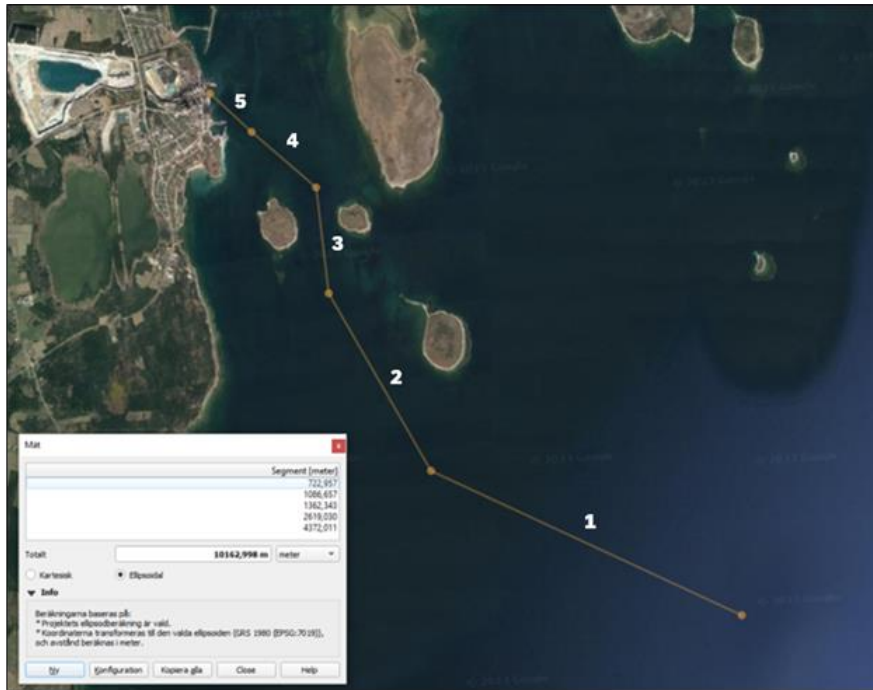 5
4
3
2
1
Mät
Segment [meter]
722,957
1086,657
1362,343
2619,030
4372,011
Totalt 10162,998 m meter
Kartesisk Ellipsoidal
Info
Beräkningarna baseras på:
* Projektets ellipsoidberäkning är vald.
* Koordinaterna transformeras till den valda ellipsoiden (GRS 1980 (EPSG:7019)),
och avstånd beräknas i meter.
Ny Konfiguration Kopiera alla Close Help